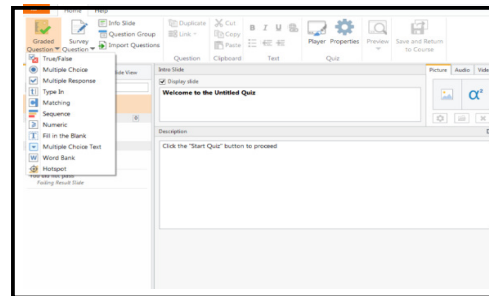 Home Help
Graded Question
Survey Question
Info Slide
Question Group
Import Questions
Duplicate
Link
Question
Cut
Copy
Paste
Clipboard
B I U
Text
Player Properties
Quiz
Preview
Save and Return to Course
True/False
Multiple Choice
Multiple Response
Type In
Matching
Sequence
Numeric
Fill in the Blank
Multiple Choice Text
Word Bank
Hotspot
Fading Result Slide
Intro Slide
Display slide
Welcome to the Untitled Quiz
Description
Click the "Start Quiz" button to proceed
Picture Audio